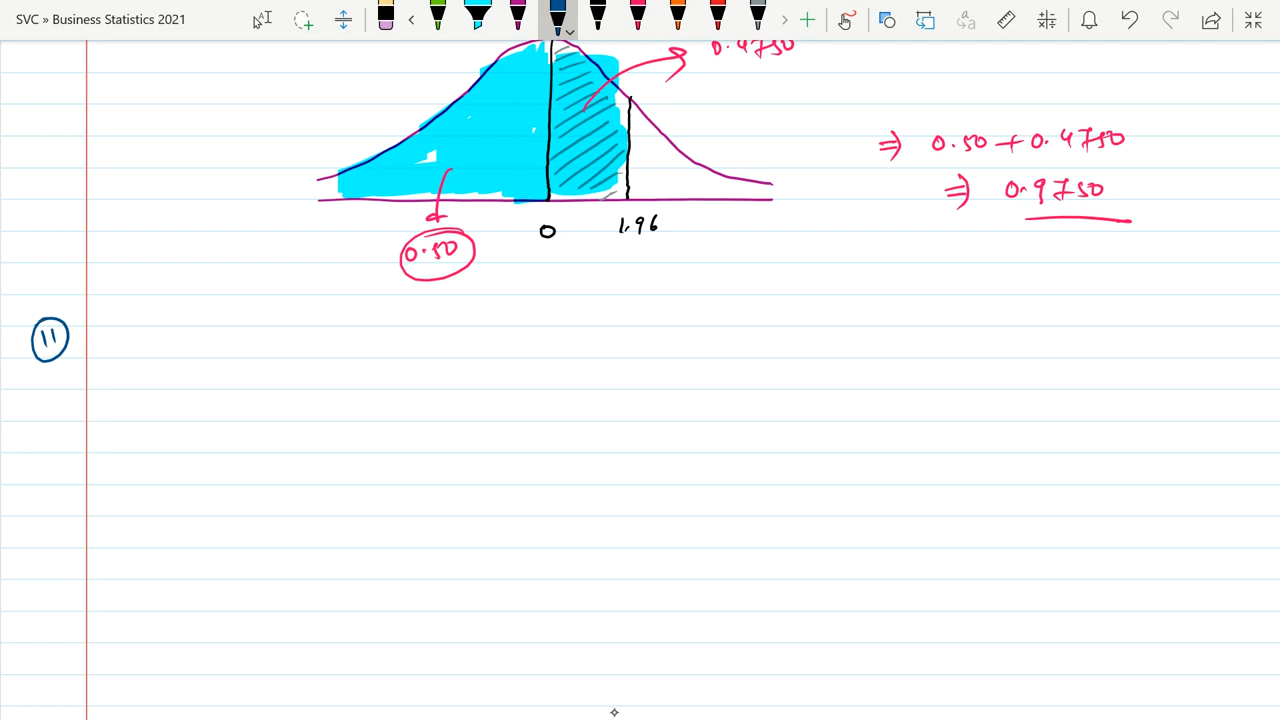 SVC » Business Statistics 2021
0.4750
⇒ 0.50 + 0.4750
⇒ 0.9750
0 1.96
0.50
11